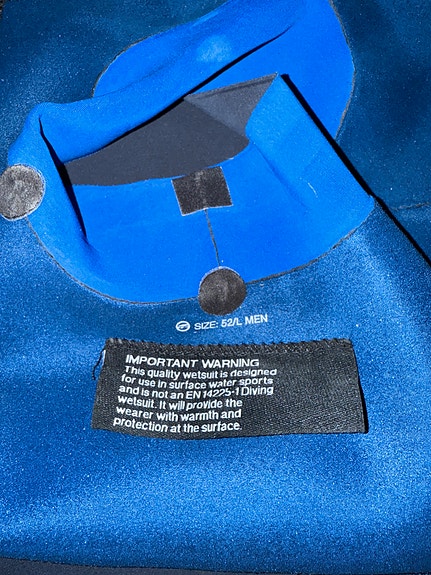 SIZE: 52/L MEN
IMPORTANT WARNING
This quality wetsuit is designed
for use in surface water sports
and is not an EN 14225-1 Diving
wetsuit. It will provide the
wearer with warmth and
protection at the surface.